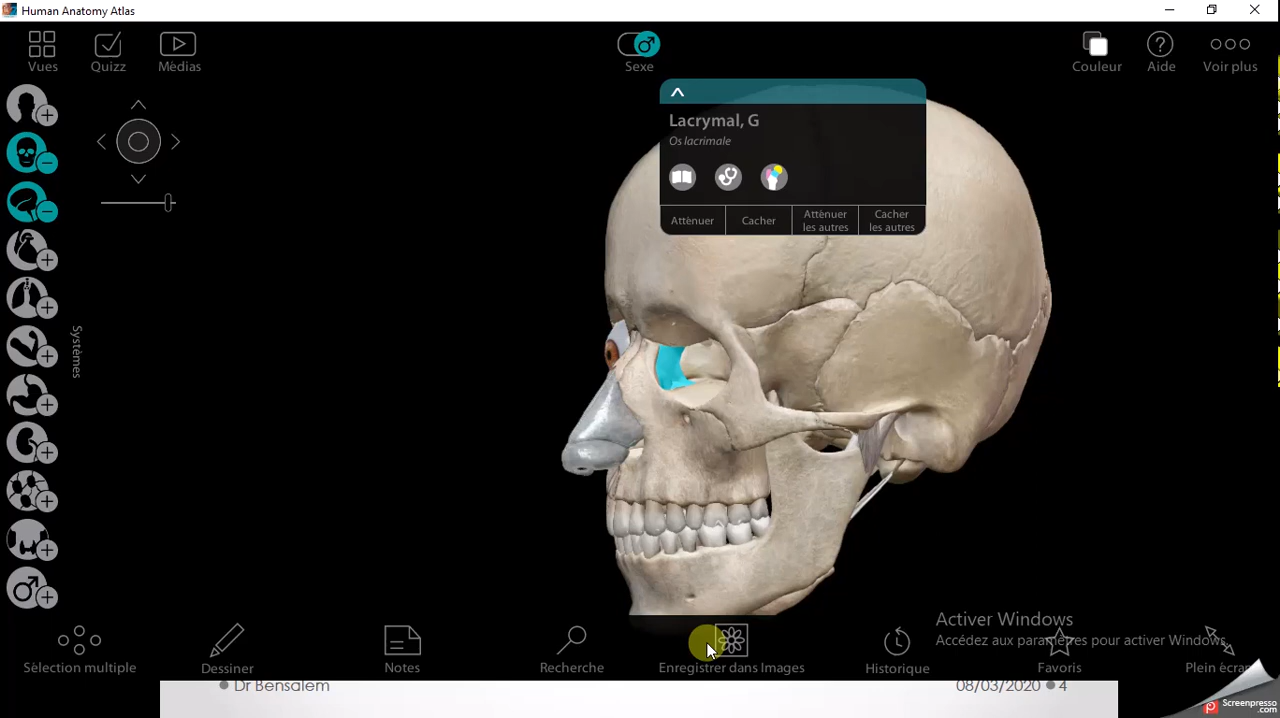 Human Anatomy Atlas
Vues
Quizz
Médias
Sexe
Couleur
Aide
Voir plus
Lacrymal, G
Os lacrimale
Atténuer
Cacher
Atténuer
les autres
Cacher
les autres
Systèmes
Activer Windows
Accédez aux paramètres pour activer Windows.
Sélection multiple
Dessiner
Notes
Recherche
Enregistrer dans Images
Historique
Favoris
Plein écran
Dr Bensalem
08/03/2020
4
Screenpresso
.com